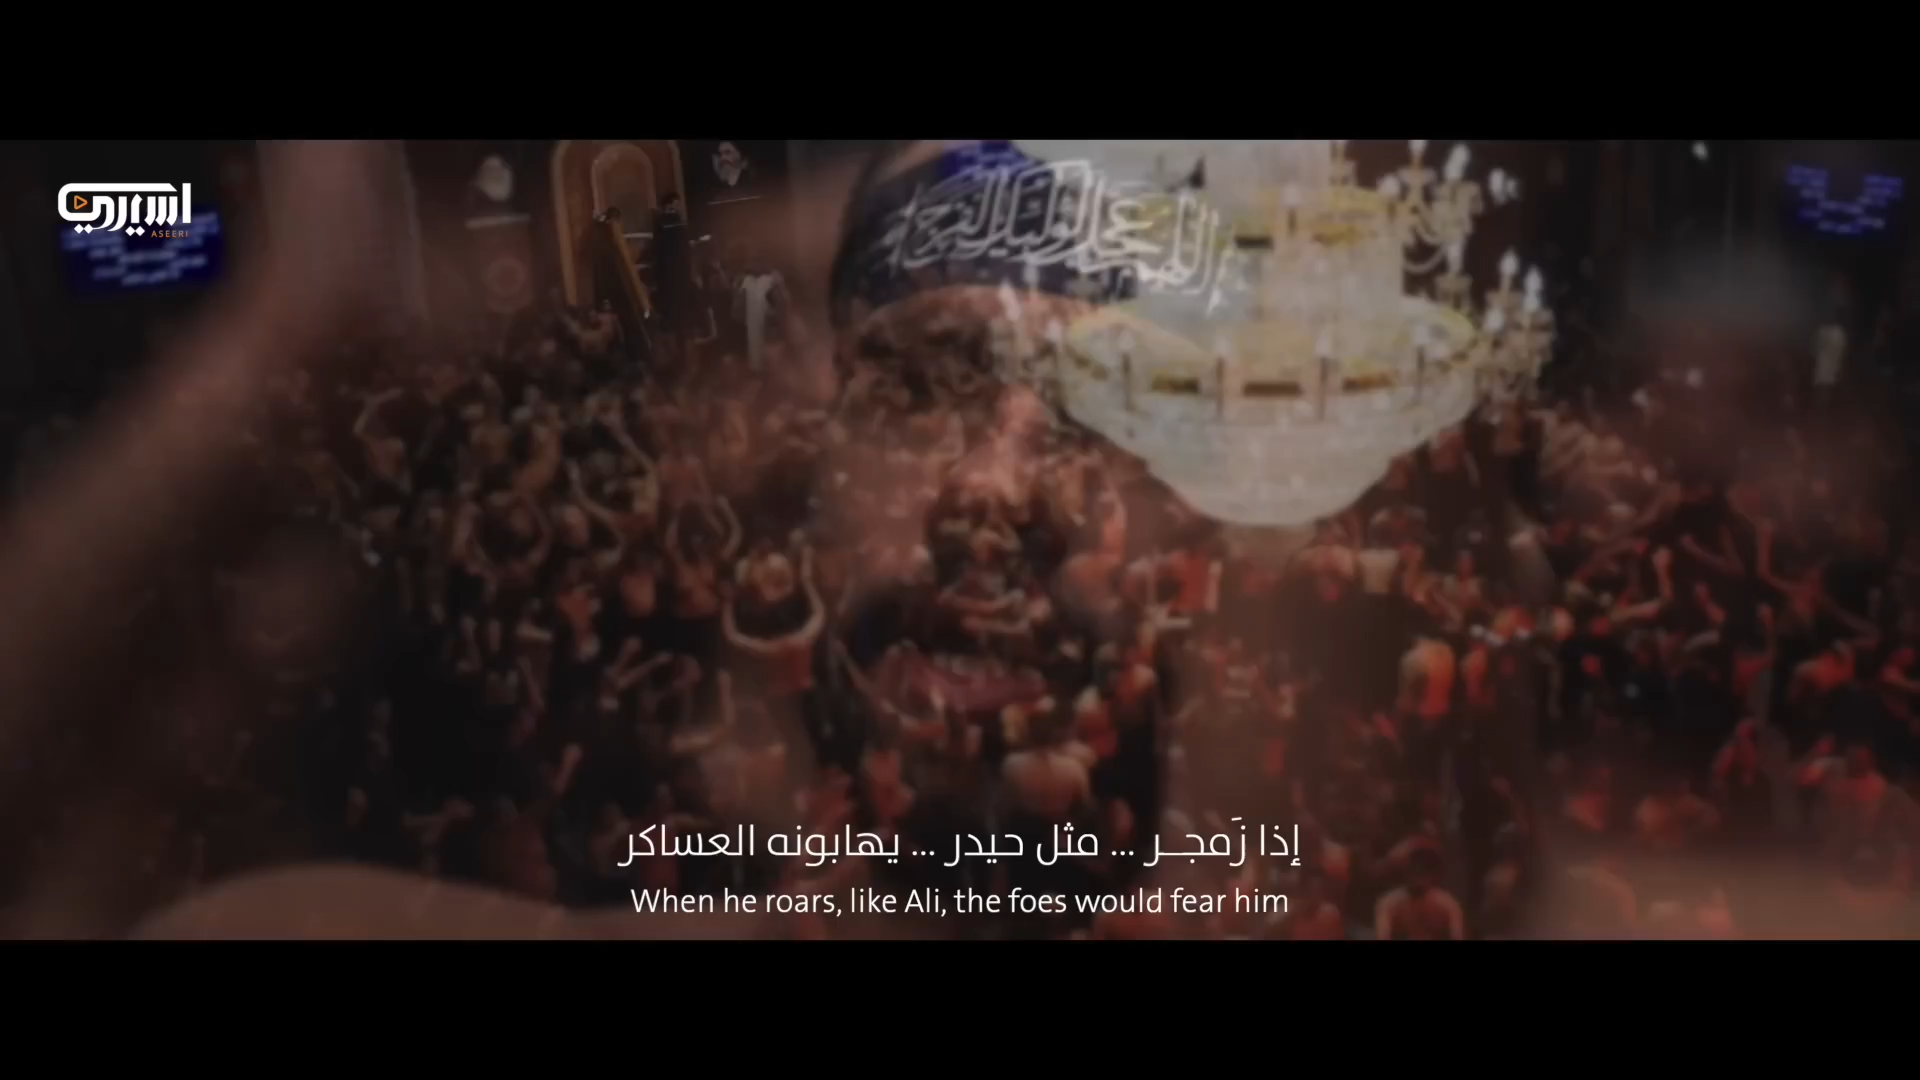 اسيري
ASEERI
اللهم عجل لوليك الفرج
إذا زَمجــر ... مثل حيدر ... يهابونه العساكر
When he roars, like Ali, the foes would fear him